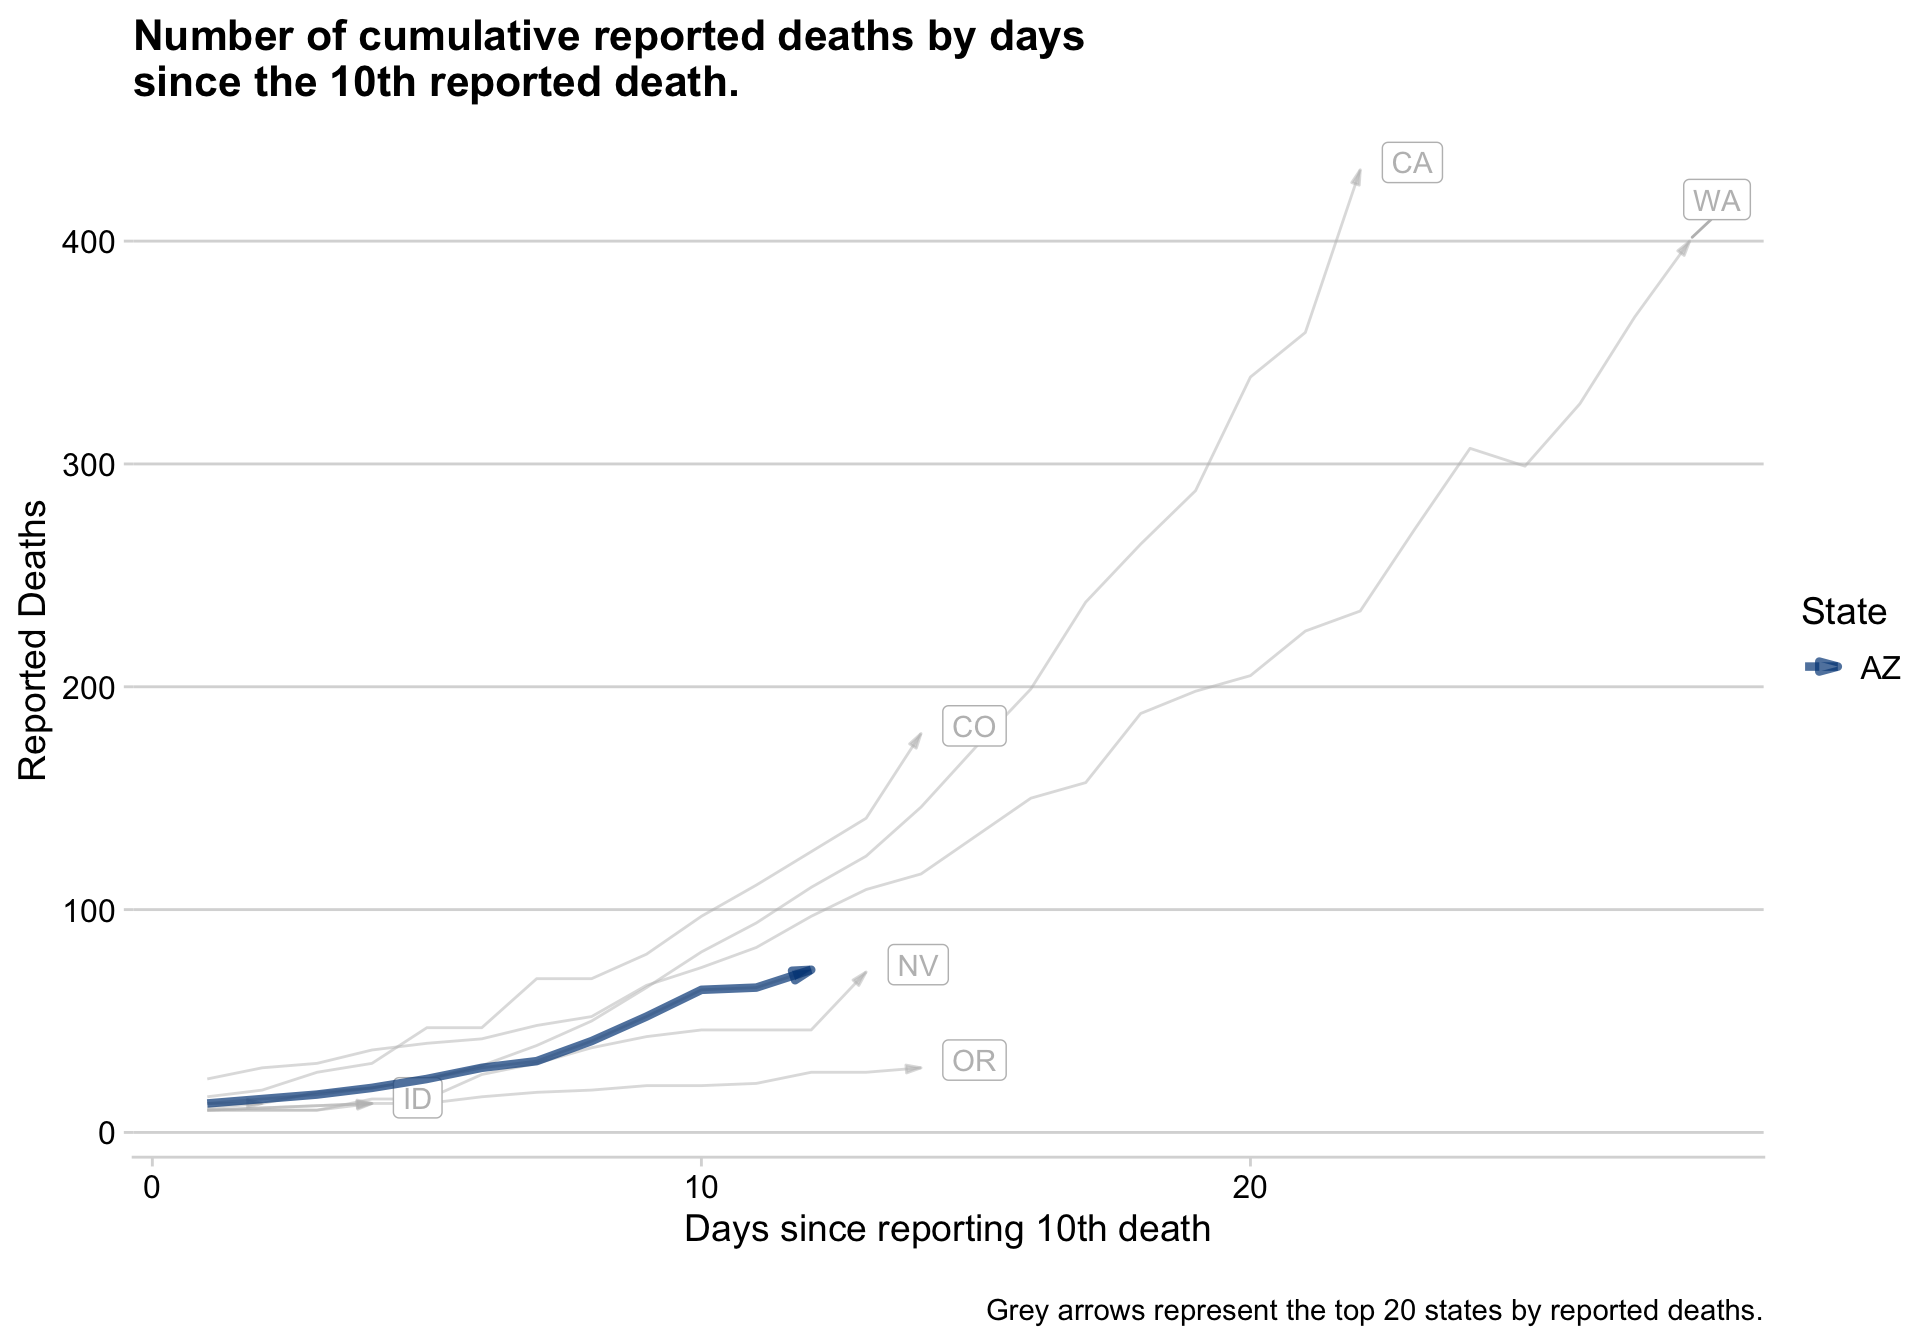 Number of cumulative reported deaths by days
since the 10th reported death.
CA
WA
400
300
Reported Deaths
State
AZ
200
CO
100
NV
OR
ID
0
0
10
20
Days since reporting 10th death
Grey arrows represent the top 20 states by reported deaths.